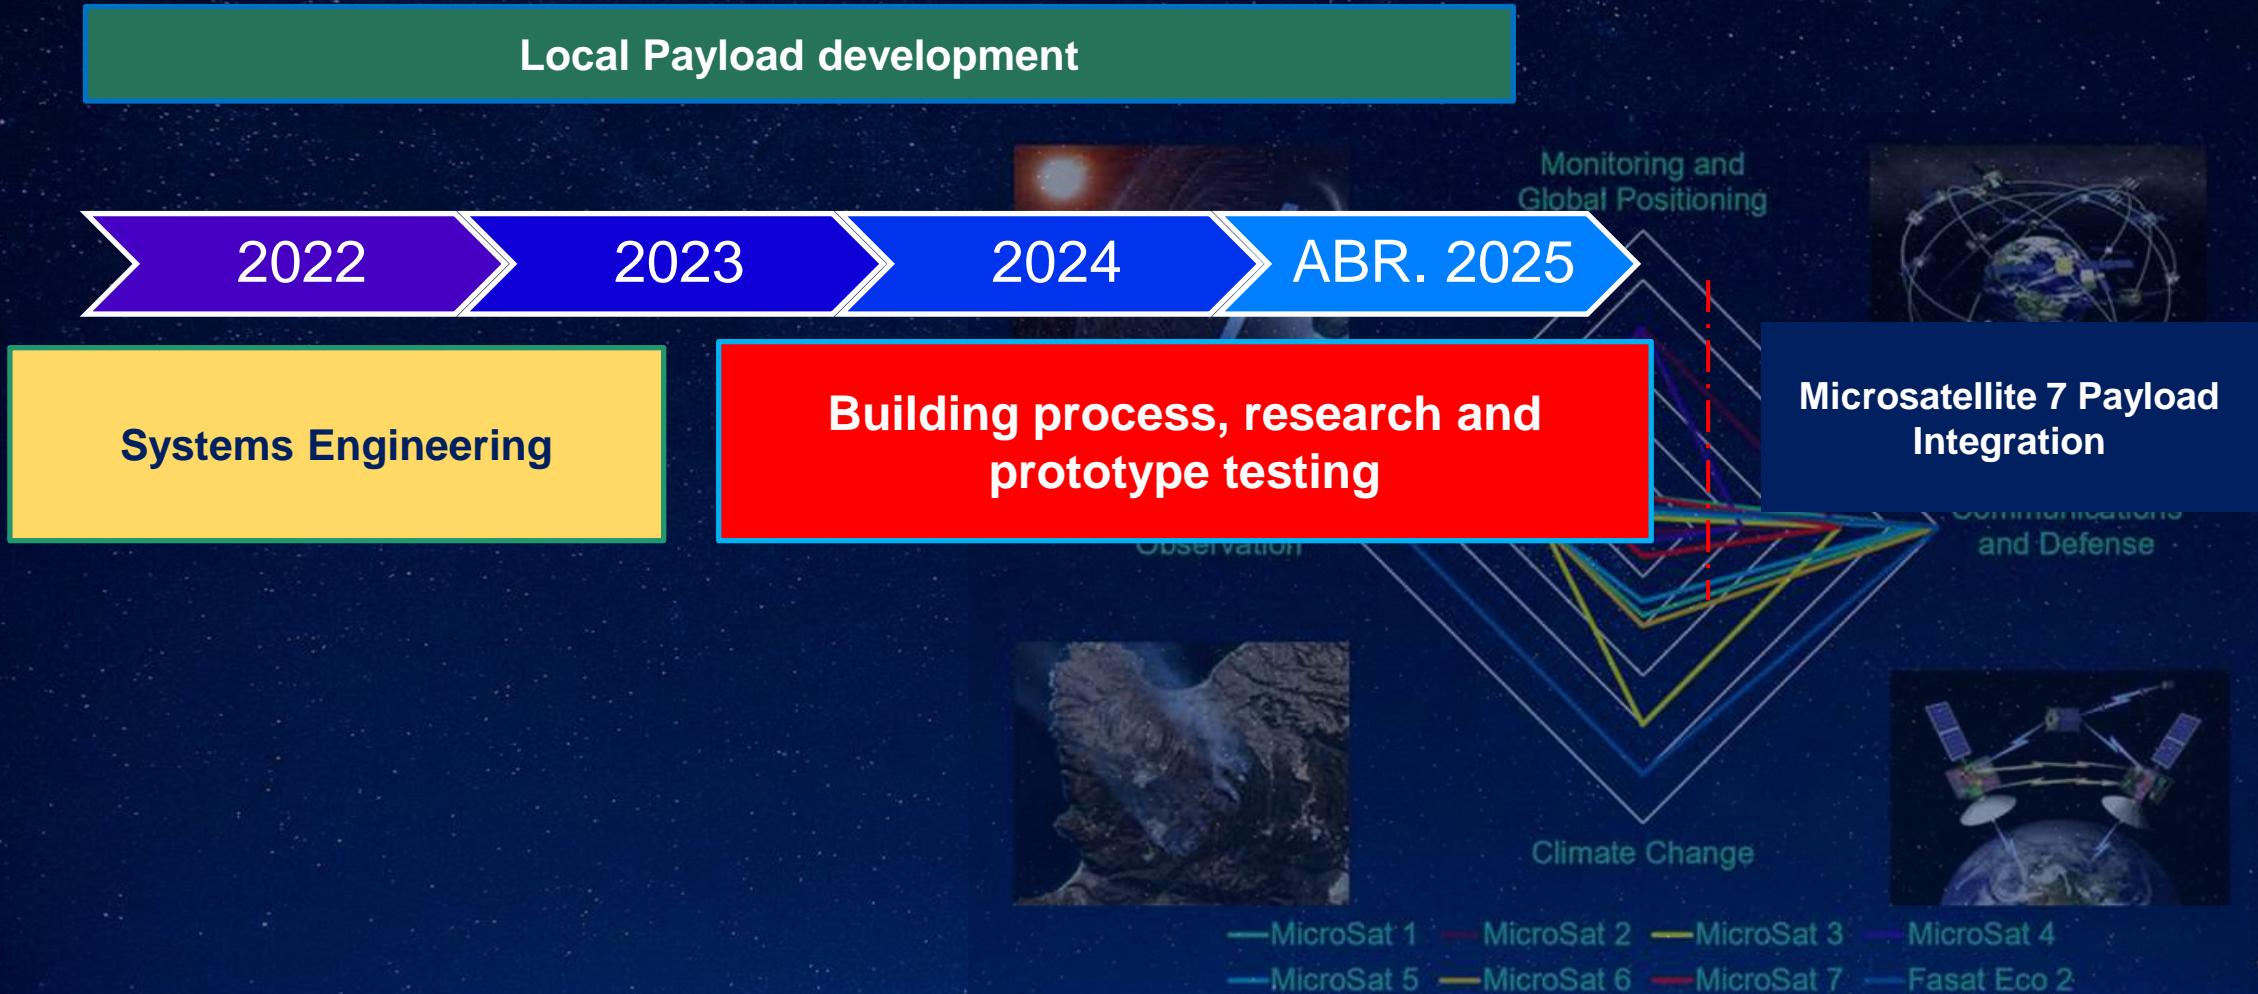 Local Payload development
Monitoring and
Global Positioning
2022
2023
2024
ABR. 2025
Systems Engineering
Building process, research and
prototype testing
Microsatellite 7 Payload
Integration
Observation
Communications
and Defense
Climate Change
MicroSat 1
MicroSat 2
MicroSat 3
MicroSat 4
MicroSat 5
MicroSat 6
MicroSat 7
Fasat Eco 2